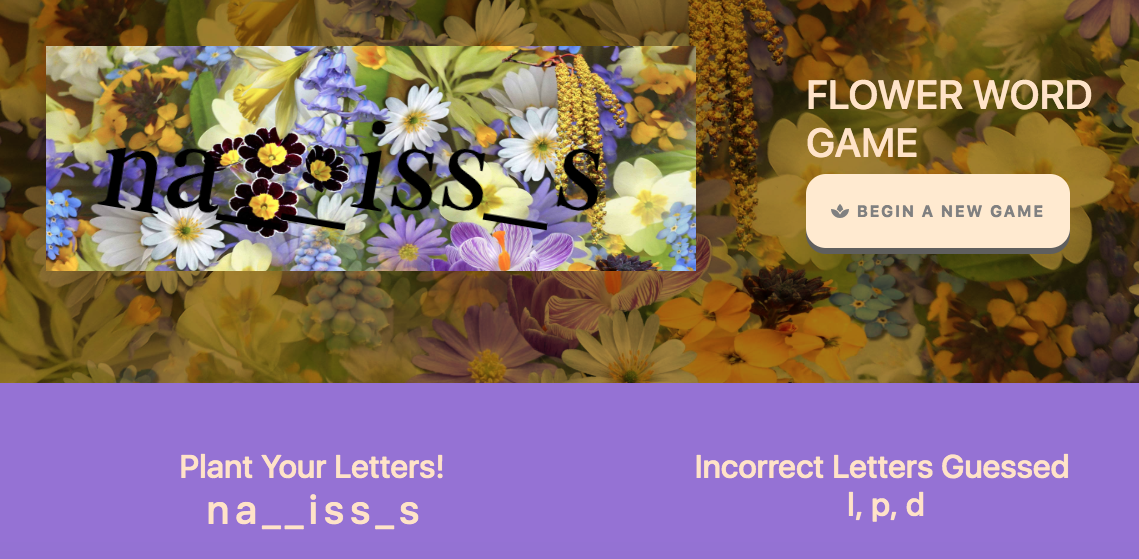 na__iss_s
FLOWER WORD
GAME
BEGIN A NEW GAME
Plant Your Letters!
na__iss_s
Incorrect Letters Guessed
l, p, d